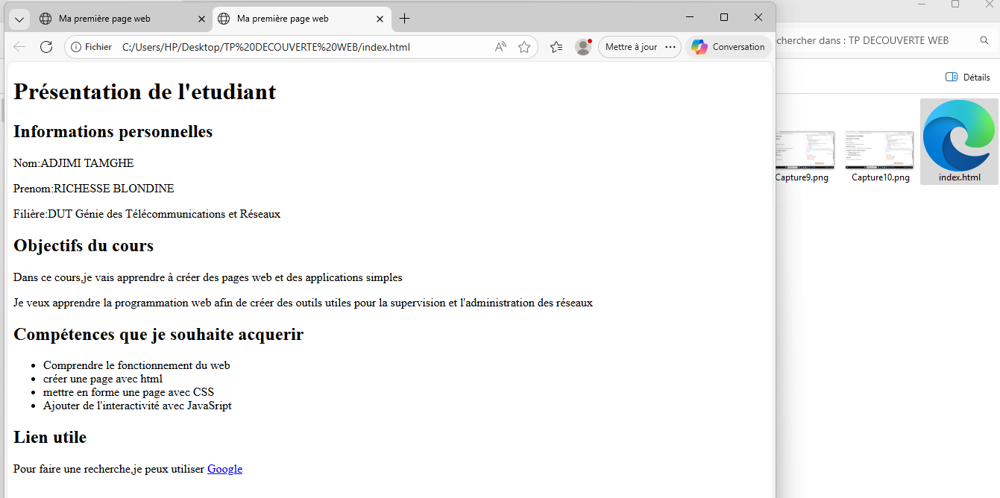 Ma première page web
Ma première page web
Fichier C:/Users/HP/Desktop/TP%20DECOUVERTE%20WEB/index.html
Mettre à jour
Conversation
chercher dans : TP DECOUVERTE WEB
Détails
Présentation de l'etudiant
Informations personnelles
Nom:ADJIMI TAMGHE
Prenom:RICHESSE BLONDINE
Filière:DUT Génie des Télécommunications et Réseaux
Objectifs du cours
Dans ce cours,je vais apprendre à créer des pages web et des applications simples
Je veux apprendre la programmation web afin de créer des outils utiles pour la supervision et l'administration des réseaux
Compétences que je souhaite acquerir
Comprendre le fonctionnement du web
créer une page avec html
mettre en forme une page avec CSS
Ajouter de l'interactivité avec JavaSript
Lien utile
Pour faire une recherche,je peux utiliser Google
Capture9.png
Capture10.png
index.html